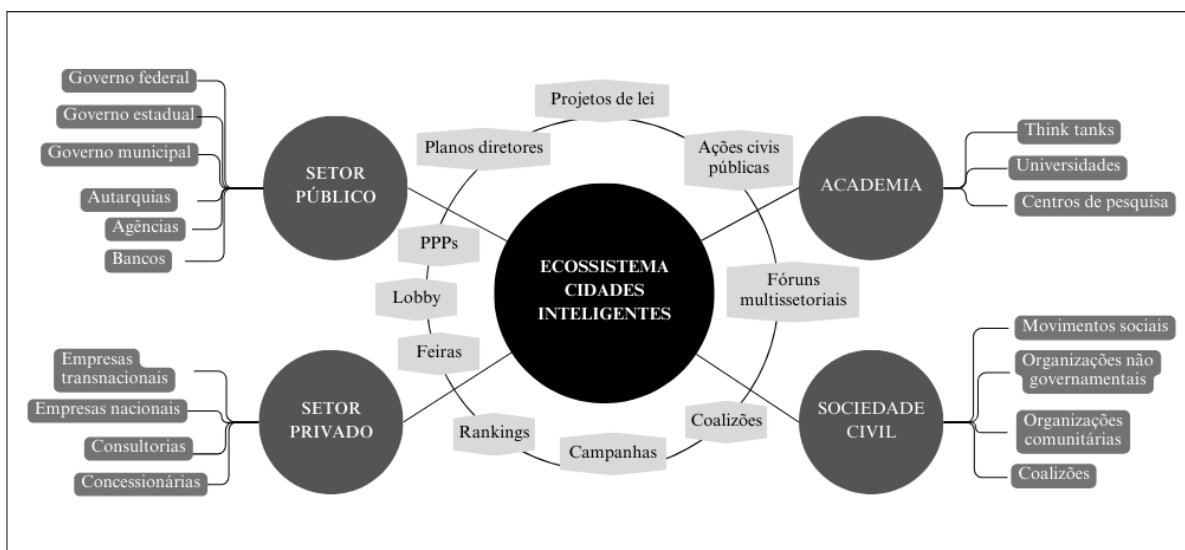 Governo federal
Governo estadual
Governo municipal
Autarquias
Agências
Bancos
SETOR
PÚBLICO
Empresas
transnacionais
Empresas nacionais
Consultorias
Concessionárias
SETOR
PRIVADO
Projetos de lei
Planos diretores
Ações civis
públicas
PPPs
Lobby
Feiras
Fóruns
multissetoriais
Rankings
Campanhas
Coalizões
ECOSSISTEMA
CIDADES
INTELIGENTES
ACADEMIA
Think tanks
Universidades
Centros de pesquisa
SOCIEDADE
CIVIL
Movimentos sociais
Organizações não
governamentais
Organizações
comunitárias
Coalizões